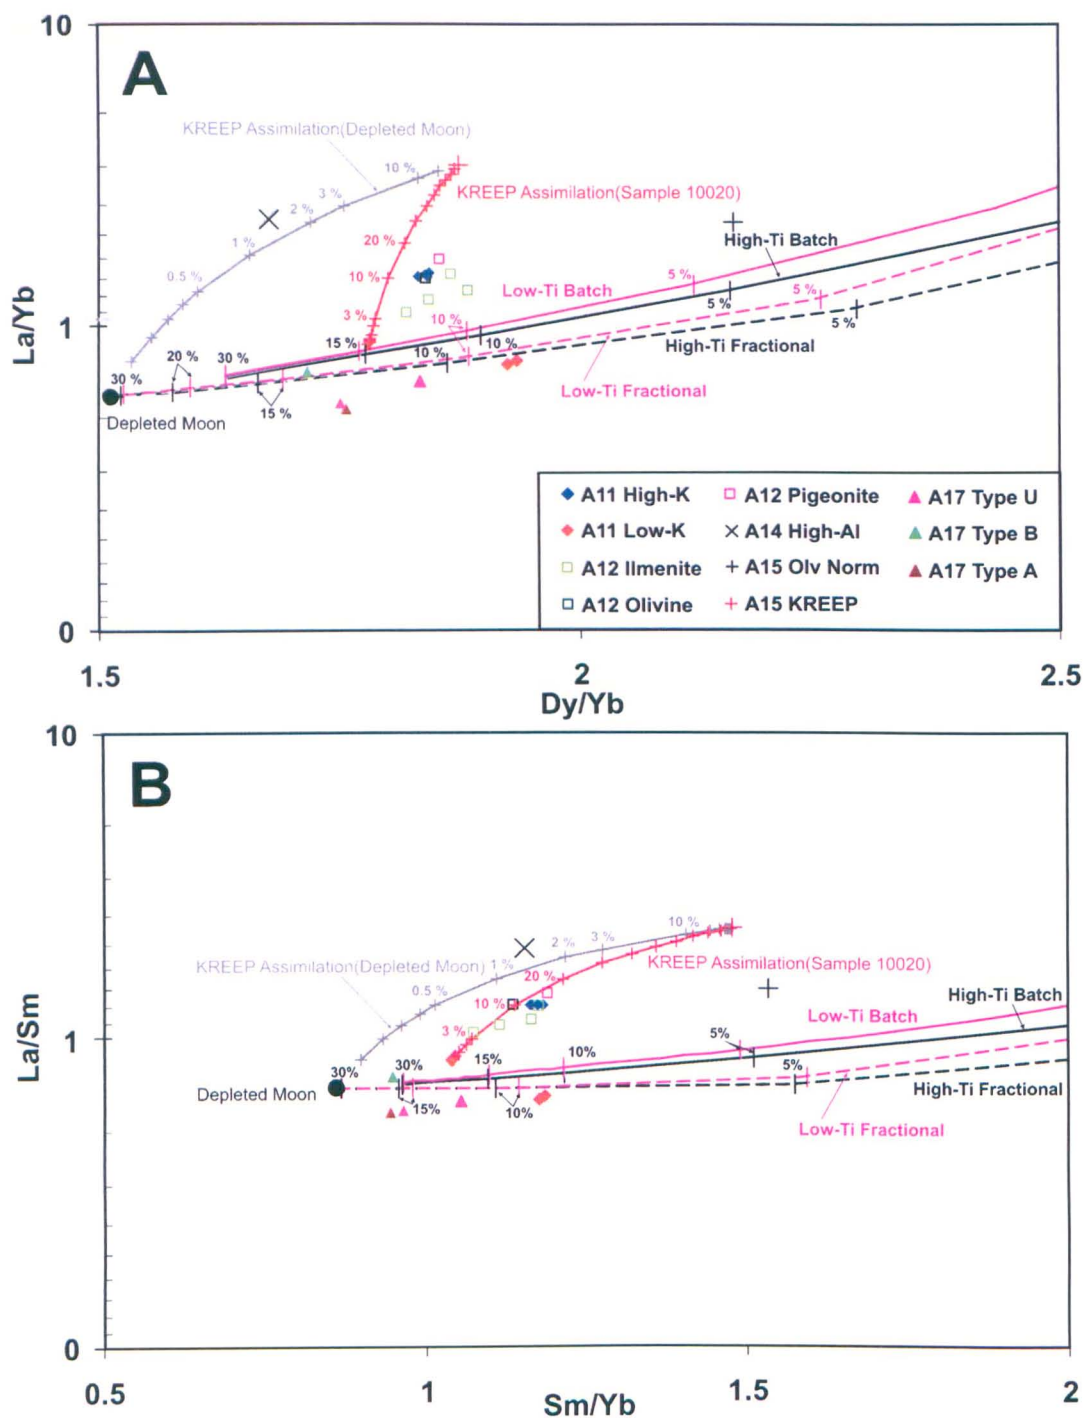 10
A
KREEP Assimilation(Depleted Moon)
10 %
3 %
2 %
1 %
0.5 %
KREEP Assimilation(Sample 10020)
20 %
10 %
3 %
High-Ti Batch
Low-Ti Batch
5 %
5 %
5 %
5 %
La/Yb
1
10 %
15 %
10 %
10 %
High-Ti Fractional
30 %
20 %
30 %
15 %
Low-Ti Fractional
Depleted Moon
A11 High-K
A12 Pigeonite
A17 Type U
A11 Low-K
A14 High-Al
A17 Type B
A12 Ilmenite
A15 Olv Norm
A17 Type A
A12 Olivine
A15 KREEP
0
1.5
2
2.5
Dy/Yb
10
B
10 %
3 %
2 %
KREEP Assimilation(Depleted Moon)
1 %
KREEP Assimilation(Sample 10020)
20 %
0.5 %
10 %
High-Ti Batch
Low-Ti Batch
3 %
La/Sm
1
5%
10%
15%
30%
5%
30%
Depleted Moon
High-Ti Fractional
15%
10%
Low-Ti Fractional
0
0.5
1
1.5
2
Sm/Yb